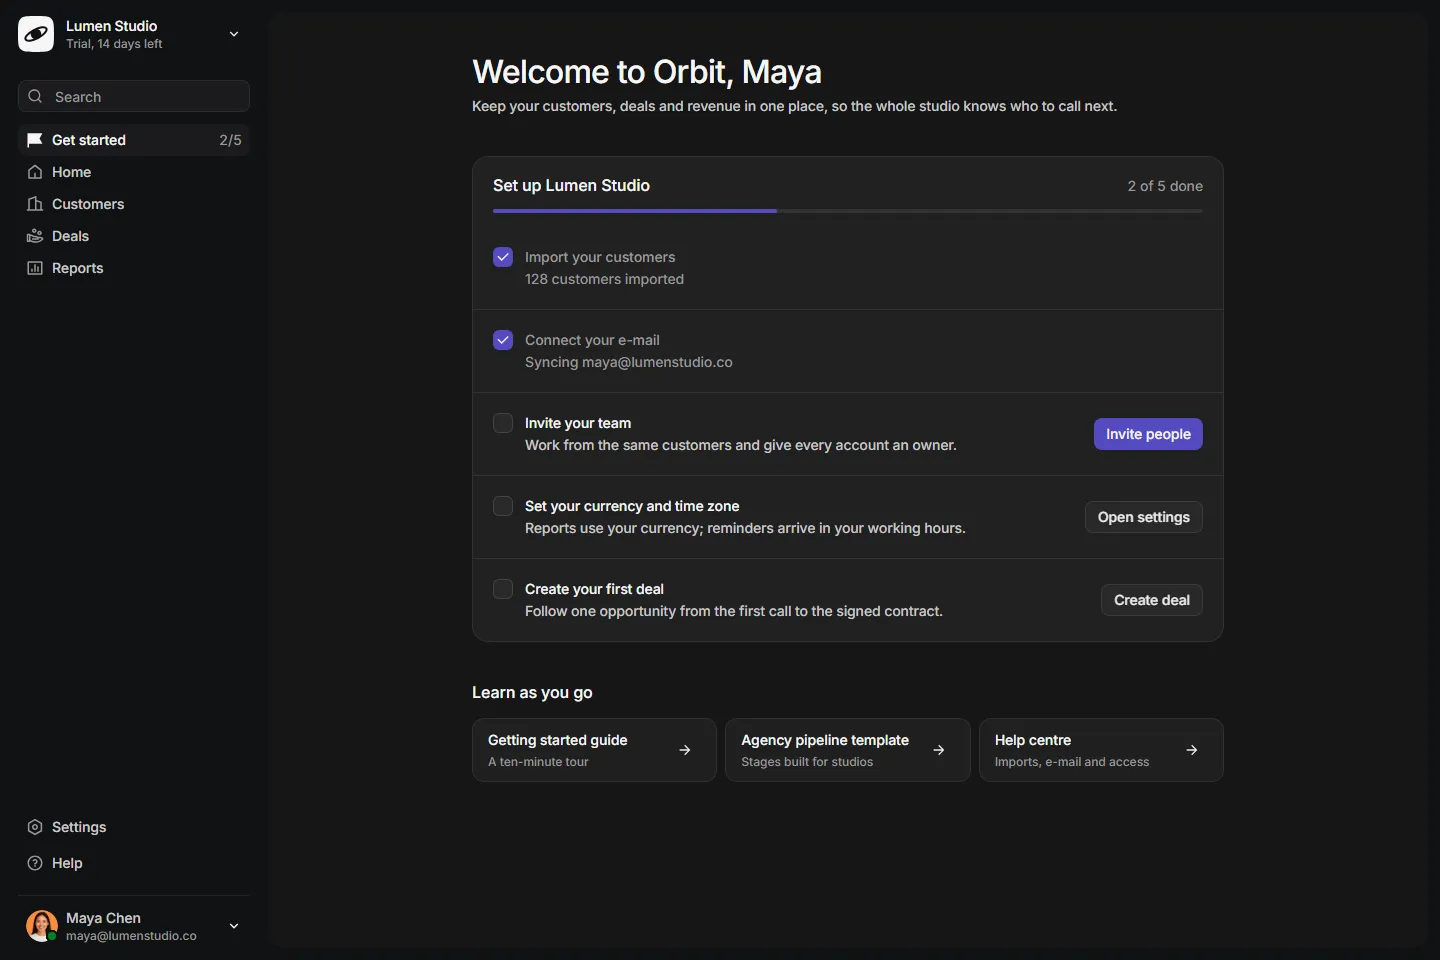 Lumen Studio
Trial, 14 days left
Search
Get started 2/5
Home
Customers
Deals
Reports
Settings
Help
Maya Chen
maya@lumenstudio.co
Welcome to Orbit, Maya
Keep your customers, deals and revenue in one place, so the whole studio knows who to call next.
Set up Lumen Studio 2 of 5 done
Import your customers
128 customers imported
Connect your e-mail
Syncing maya@lumenstudio.co
Invite your team
Work from the same customers and give every account an owner.
Invite people
Set your currency and time zone
Reports use your currency; reminders arrive in your working hours.
Open settings
Create your first deal
Follow one opportunity from the first call to the signed contract.
Create deal
Learn as you go
Getting started guide
A ten-minute tour
Agency pipeline template
Stages built for studios
Help centre
Imports, e-mail and access